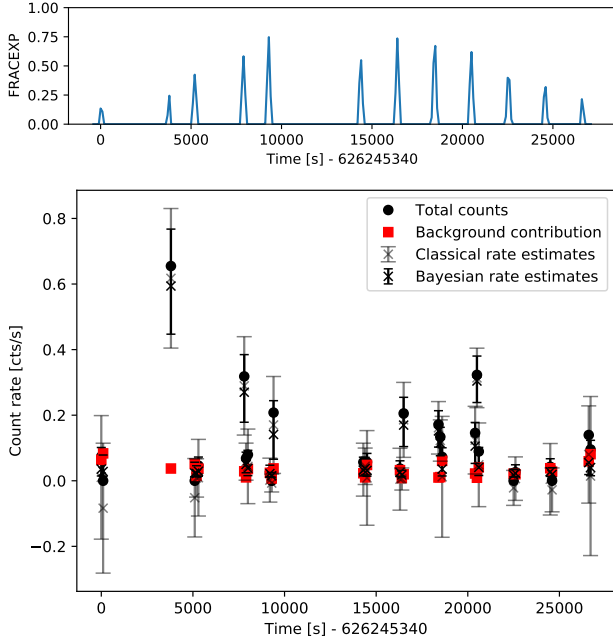 1.00
0.75
0.50
0.25
0.00
FRACEXP
0 5000 10000 15000 20000 25000
Time [s] - 626245340
0.8
0.6
0.4
0.2
0.0
−0.2
Count rate [cts/s]
Total counts
Background contribution
Classical rate estimates
Bayesian rate estimates
0 5000 10000 15000 20000 25000
Time [s] - 626245340